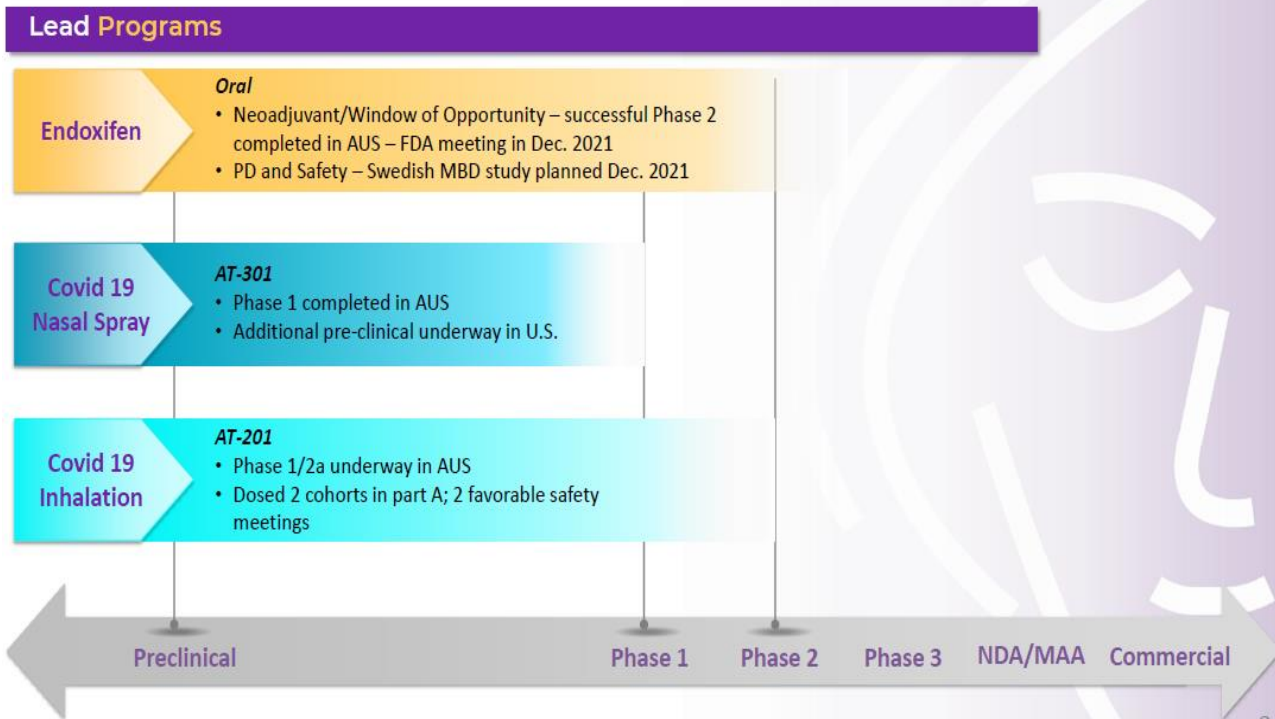 Lead Programs
Endoxifen
Oral
• Neoadjuvant/Window of Opportunity – successful Phase 2
completed in AUS – FDA meeting in Dec. 2021
• PD and Safety – Swedish MBD study planned Dec. 2021
Covid 19
Nasal Spray
AT-301
• Phase 1 completed in AUS
• Additional pre-clinical underway in U.S.
Covid 19
Inhalation
AT-201
• Phase 1/2a underway in AUS
• Dosed 2 cohorts in part A; 2 favorable safety
meetings
Preclinical
Phase 1
Phase 2
Phase 3
NDA/MAA
Commercial